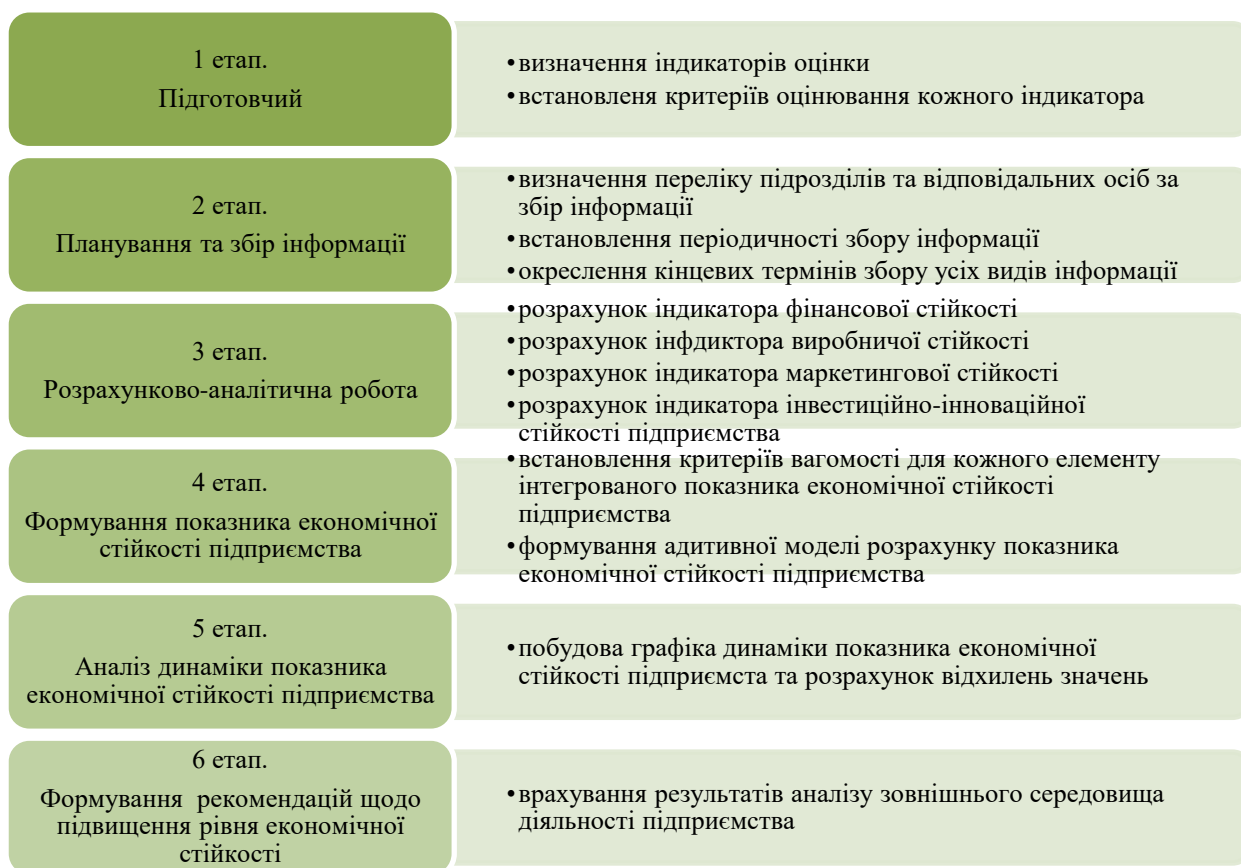 1 етап.
Підготовчий
•визначення індикаторів оцінки
•встановленя критеріїв оцінювання кожного індикатора
2 етап.
Планування та збір інформації
•визначення переліку підрозділів та відповідальних осіб за
збір інформації
•встановлення періодичності збору інформації
•окреслення кінцевих термінів збору усіх видів інформації
3 етап.
Розрахунково-аналітична робота
•розрахунок індикатора фінансової стійкості
•розрахунок інфдиктора виробничої стійкості
•розрахунок індикатора маркетингової стійкості
•розрахунок індикатора інвестиційно-інноваційної
стійкості підприємства
4 етап.
Формування показника економічної
стійкості підприємства
•встановлення критеріїв вагомості для кожного елементу
інтегрованого показника економічної стійкості
підприємства
•формування адитивної моделі розрахунку показника
економічної стійкості підприємства
5 етап.
Аналіз динаміки показника
економічної стійкості підприємства
•побудова графіка динаміки показника економічної
стійкості підприємста та розрахунок відхилень значень
6 етап.
Формування рекомендацій щодо
підвищення рівня економічної
стійкості
•врахування результатів аналізу зовнішнього середовища
діяльності підприємства